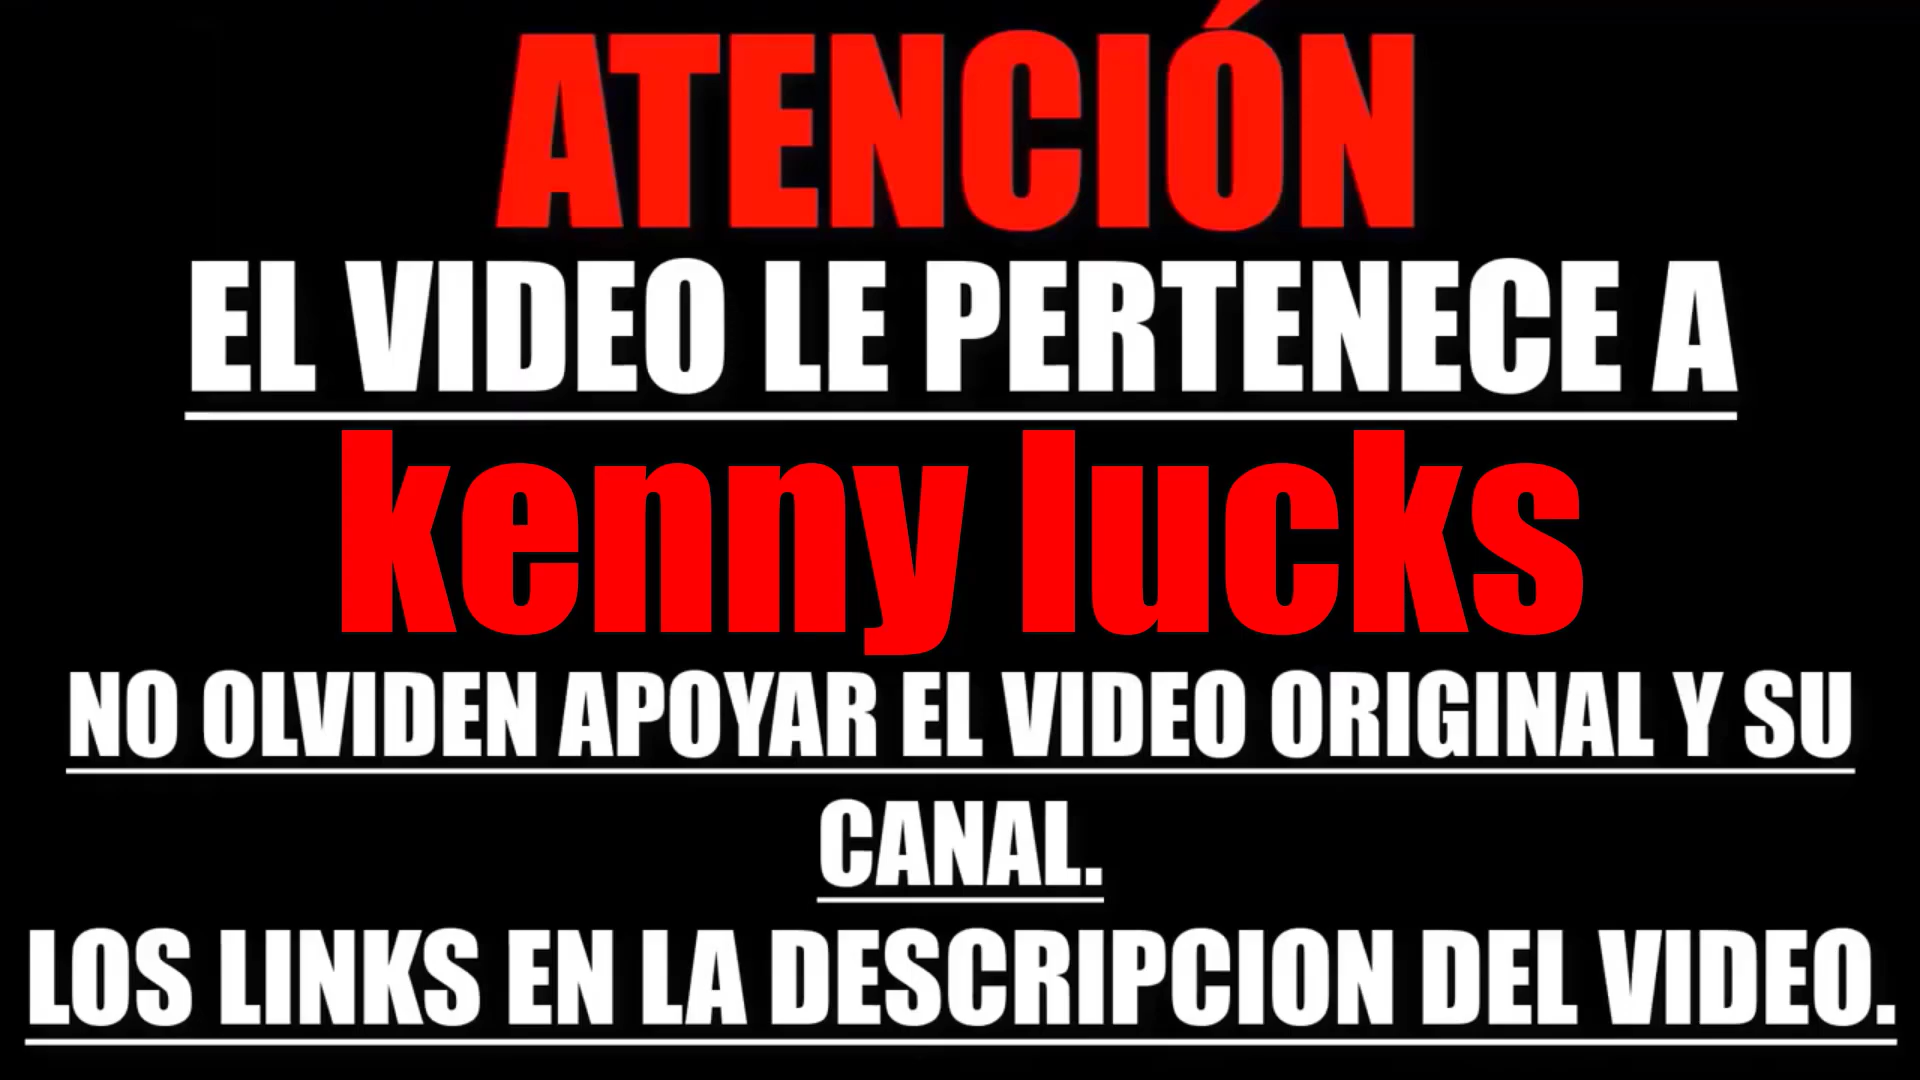 ATENCIÓN
EL VIDEO LE PERTENECE A
kenny lucks
NO OLVIDEN APOYAR EL VIDEO ORIGINAL Y SU
CANAL.
LOS LINKS EN LA DESCRIPCION DEL VIDEO.